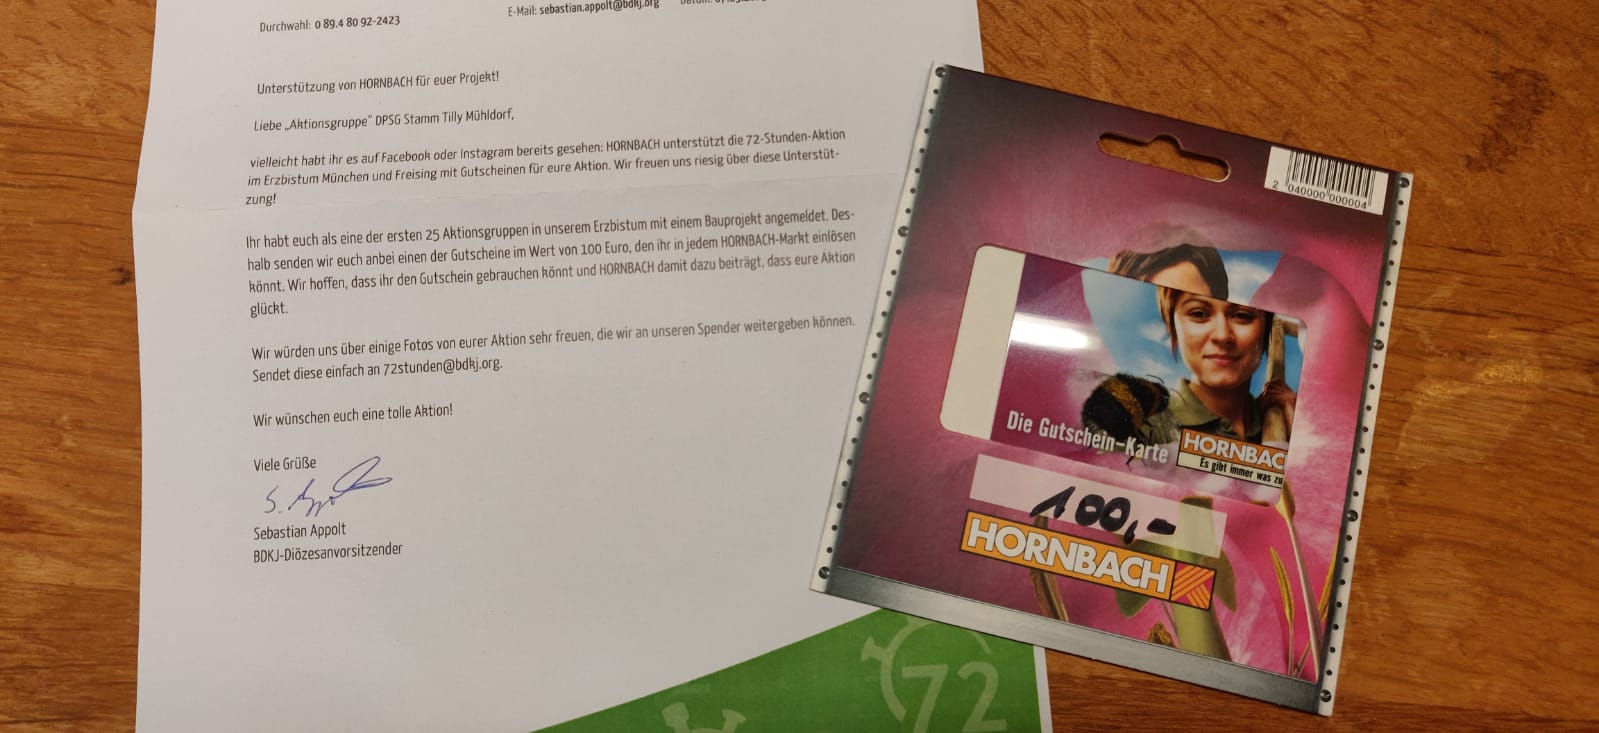 Durchwahl: 0 89.4 80 92-2423
E-Mail: sebastian.appolt@bdkj.org
Unterstützung von HORNBACH für euer Projekt!
Liebe „Aktionsgruppe“ DPSG Stamm Tilly Mühldorf,
vielleicht habt ihr es auf Facebook oder Instagram bereits gesehen: HORNBACH unterstützt die 72-Stunden-Aktion
im Erzbistum München und Freising mit Gutscheinen für eure Aktion. Wir freuen uns riesig über diese Unterstüt-
zung!
Ihr habt euch als eine der ersten 25 Aktionsgruppen in unserem Erzbistum mit einem Bauprojekt angemeldet. Des-
halb senden wir euch anbei einen der Gutscheine im Wert von 100 Euro, den ihr in jedem HORNBACH-Markt einlösen
könnt. Wir hoffen, dass ihr den Gutschein gebrauchen könnt und HORNBACH damit dazu beiträgt, dass eure Aktion
glückt.
Wir würden uns über einige Fotos von eurer Aktion sehr freuen, die wir an unseren Spender weitergeben können.
Sendet diese einfach an 72stunden@bdkj.org.
Wir wünschen euch eine tolle Aktion!
Viele Grüße
S. Appolt
Sebastian Appolt
BDKJ-Diözesanvorsitzender
72
2 040000 000004
Die Gutschein-Karte
HORNBAC
Es gibt immer was zu
100,-
HORNBACH